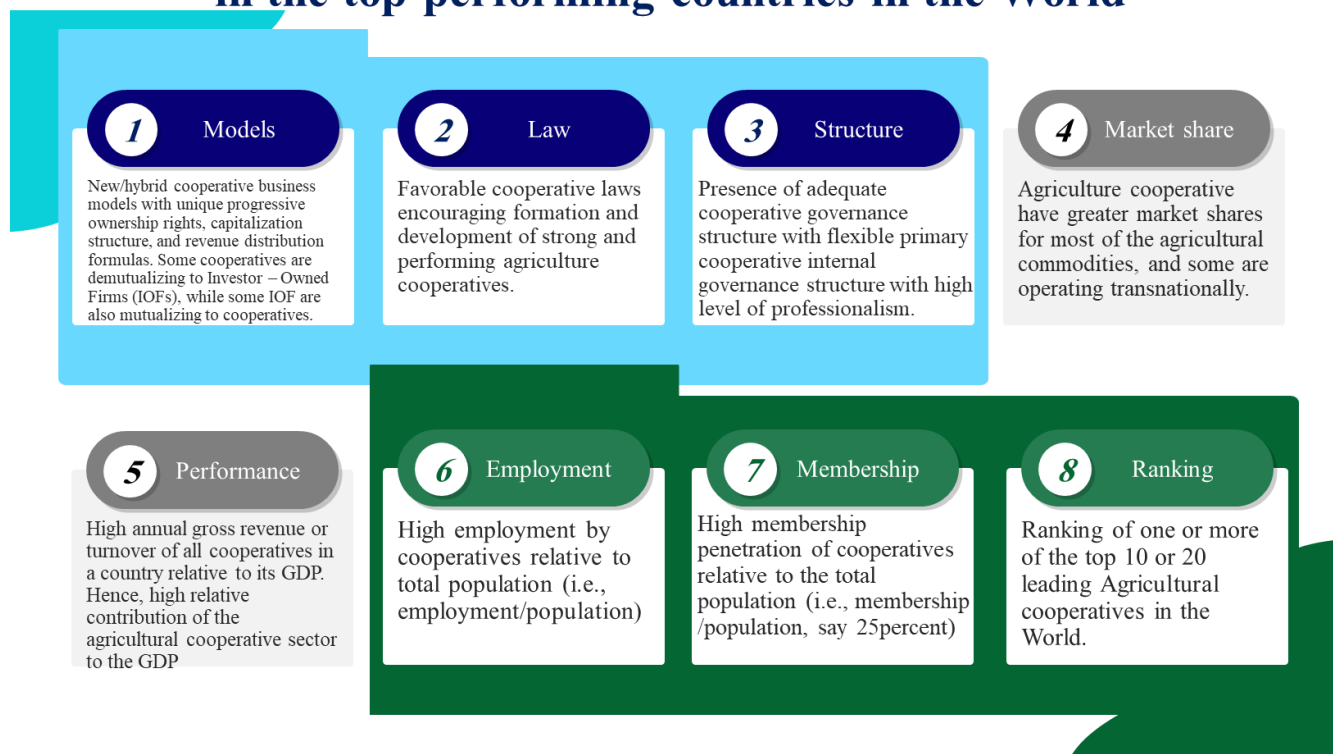 in the top performing countries in the World
1 Models
New/hybrid cooperative business
models with unique progressive
ownership rights, capitalization
structure, and revenue distribution
formulas. Some cooperatives are
demutualizing to Investor – Owned
Firms (IOFs), while some IOF are
also mutualizing to cooperatives.
2 Law
Favorable cooperative laws
encouraging formation and
development of strong and
performing agriculture
cooperatives.
3 Structure
Presence of adequate
cooperative governance
structure with flexible primary
cooperative internal
governance structure with high
level of professionalism.
4 Market share
Agriculture cooperative
have greater market shares
for most of the agricultural
commodities, and some are
operating transnationally.
5 Performance
High annual gross revenue or
turnover of all cooperatives in
a country relative to its GDP.
Hence, high relative
contribution of the
agricultural cooperative sector
to the GDP
6 Employment
High employment by
cooperatives relative to
total population (i.e.,
employment/population)
7 Membership
High membership
penetration of cooperatives
relative to the total
population (i.e., membership
/population, say 25percent)
8 Ranking
Ranking of one or more
of the top 10 or 20
leading Agricultural
cooperatives in the
World.